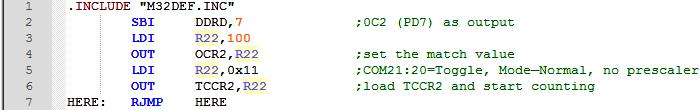 1 .INCLUDE "M32DEF.INC"
2 SBI DDRD,7 ;OC2 (PD7) as output
3 LDI R22,100
4 OUT OCR2,R22 ;set the match value
5 LDI R22,0x11 ;COM21:20=Toggle, Mode—Normal, no prescaler
6 OUT TCCR2,R22 ;load TCCR2 and start counting
7 HERE: RJMP HERE